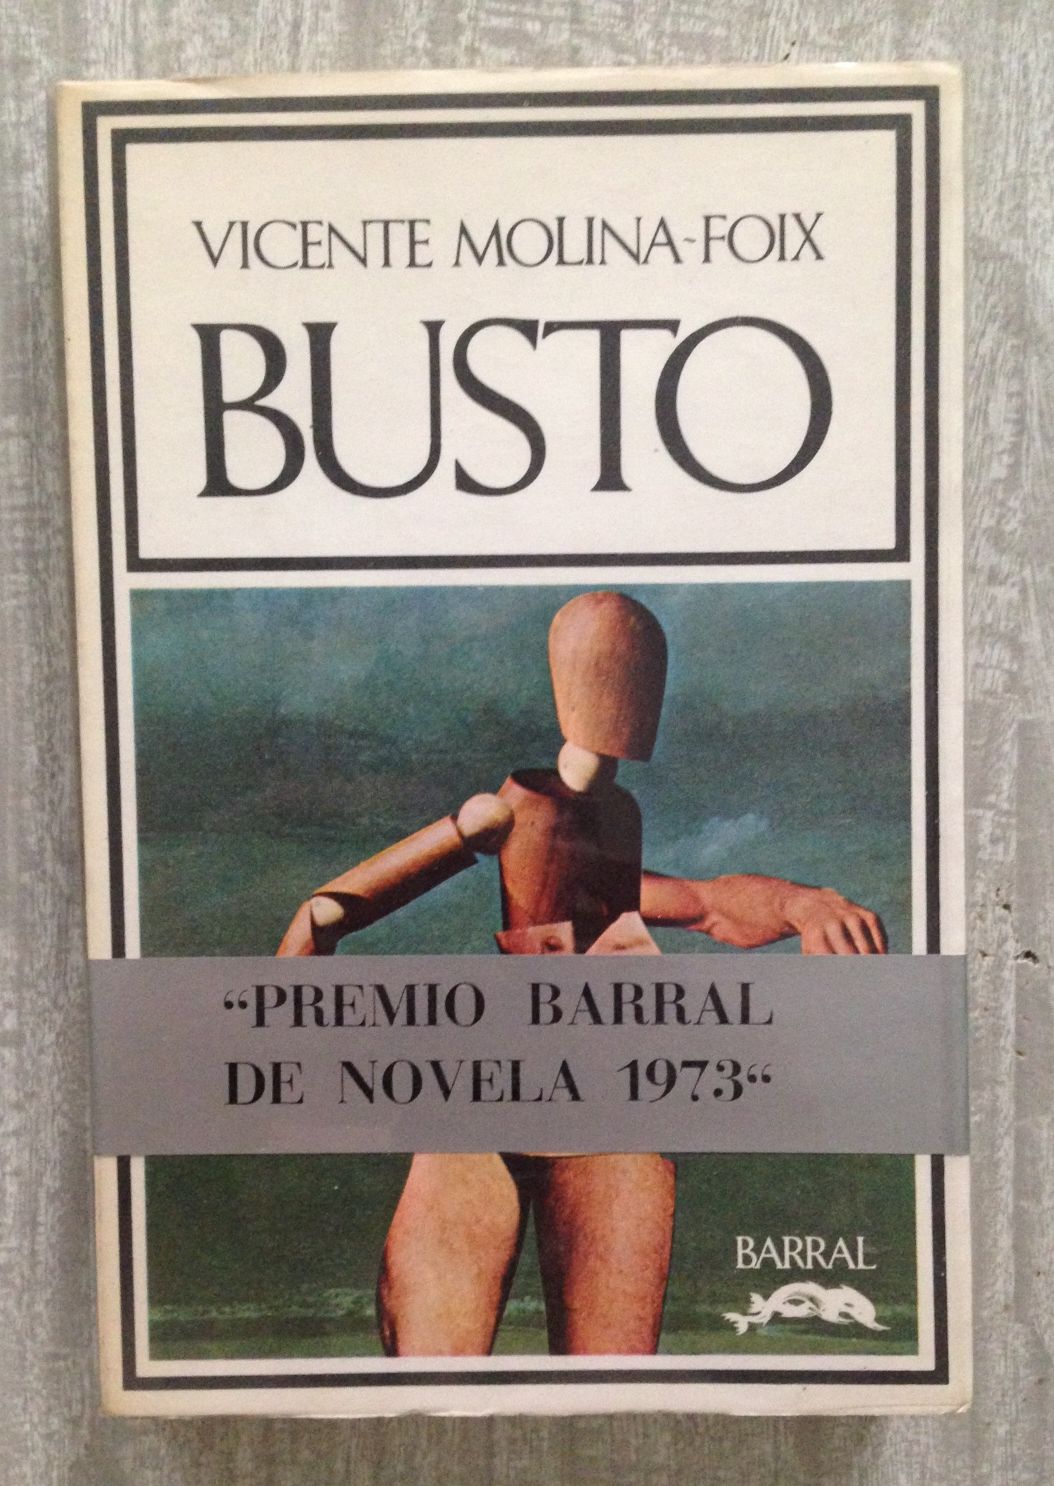 VICENTE MOLINA-FOIX
BUSTO
“PREMIO BARRAL
DE NOVELA 1973“
BARRAL